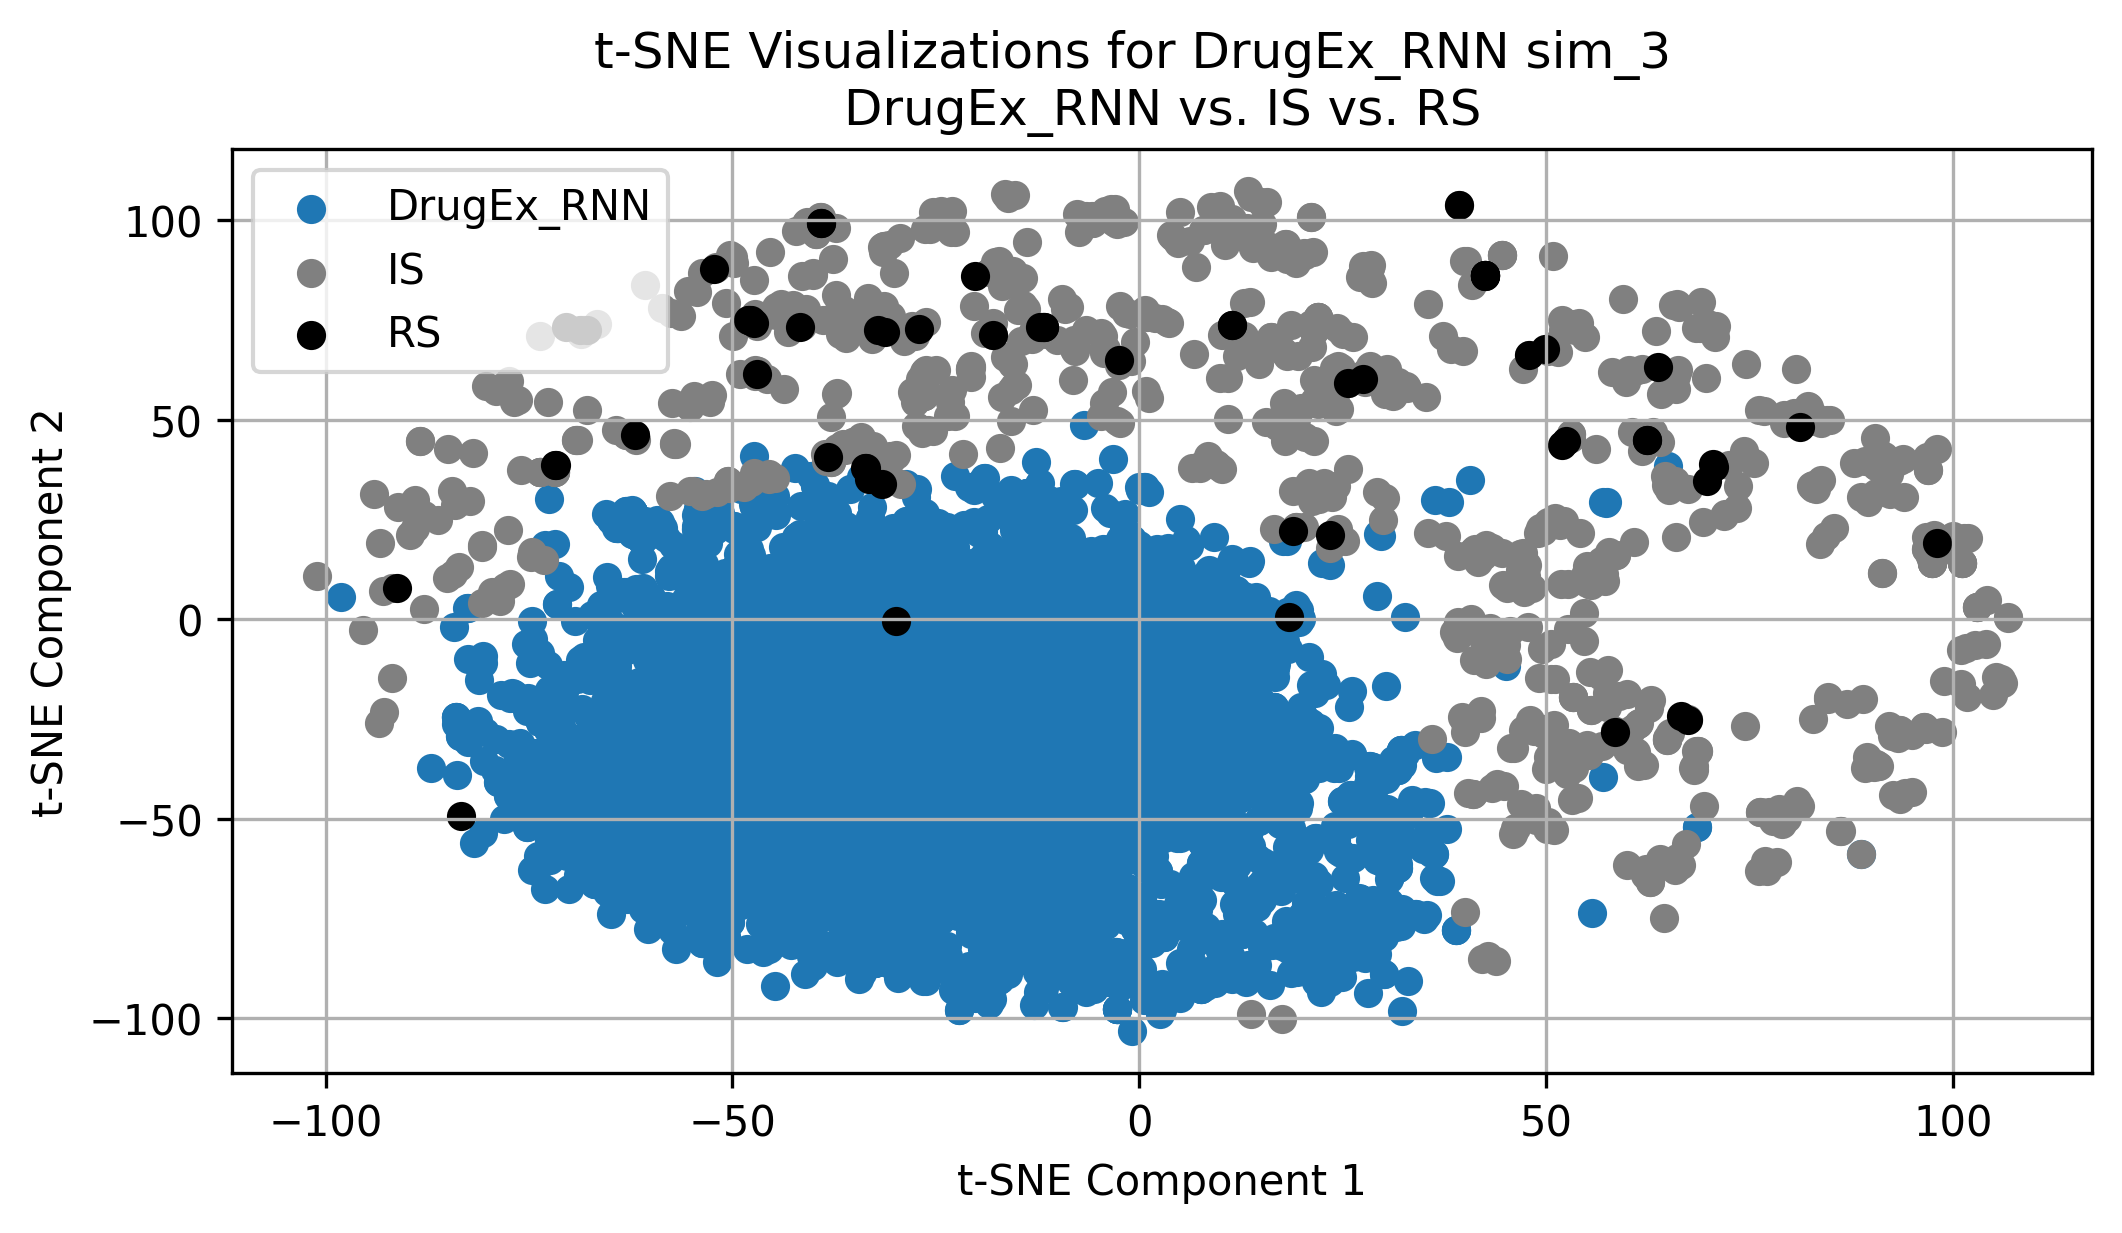 t-SNE Visualizations for DrugEx_RNN sim_3
DrugEx_RNN vs. IS vs. RS
DrugEx_RNN
IS
RS
100
50
0
−50
−100
t-SNE Component 2
−100
−50
0
50
100
t-SNE Component 1